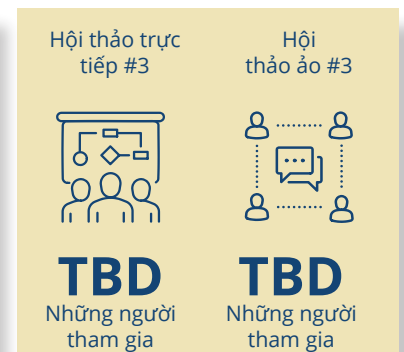 Hội thảo trực
tiếp #3
Hội
thảo ảo #3
TBD
Những người
tham gia
TBD
Những người
tham gia